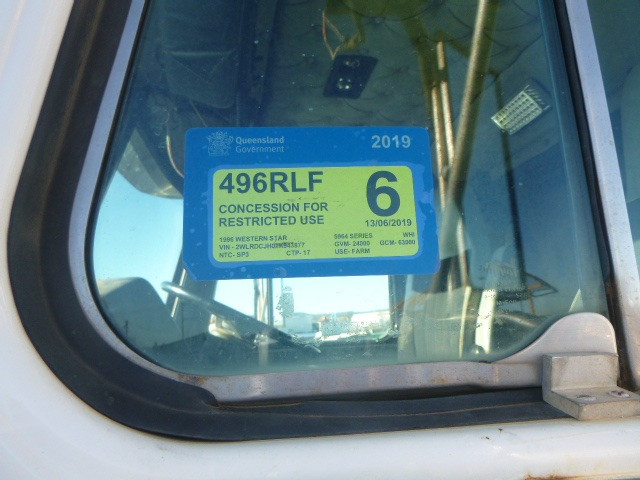 Queensland
Government
2019
496RLF
6
CONCESSION FOR
RESTRICTED USE
13/06/2019
1996 WESTERN STAR 5964 SERIES WHI
VIN - GVM- 24000 GCM- 63000
NTC- SP3 CTP- 17 USE- FARM